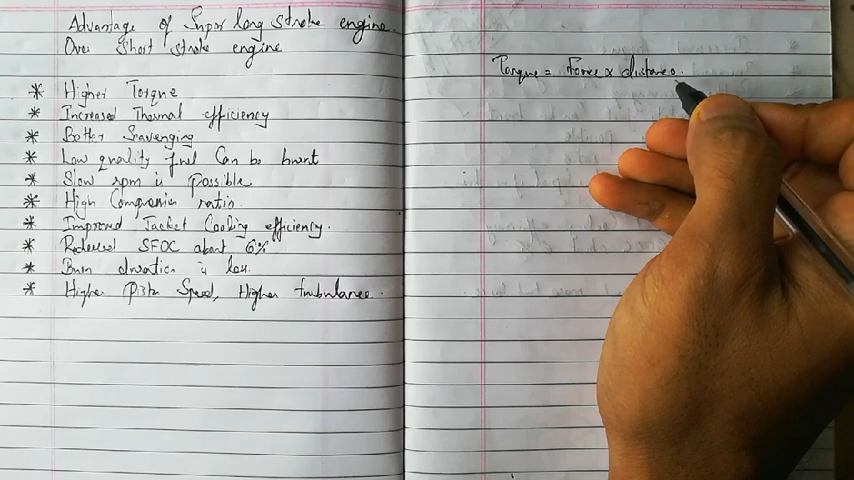 Advantage of Super long stroke engine.
Over Short stroke engine
* Higher Torque
* Increased Thermal efficiency
* Better Scavenging
* Low quality fuel Can be burnt
* Slow rpm is possible
* High Compression ratio
* Improved Jacket Cooling efficiency.
* Reduced SFOC about 6%
* Burn duration is less.
* Higher piston Speed, Higher turbulance.
Torque = Force x distance.